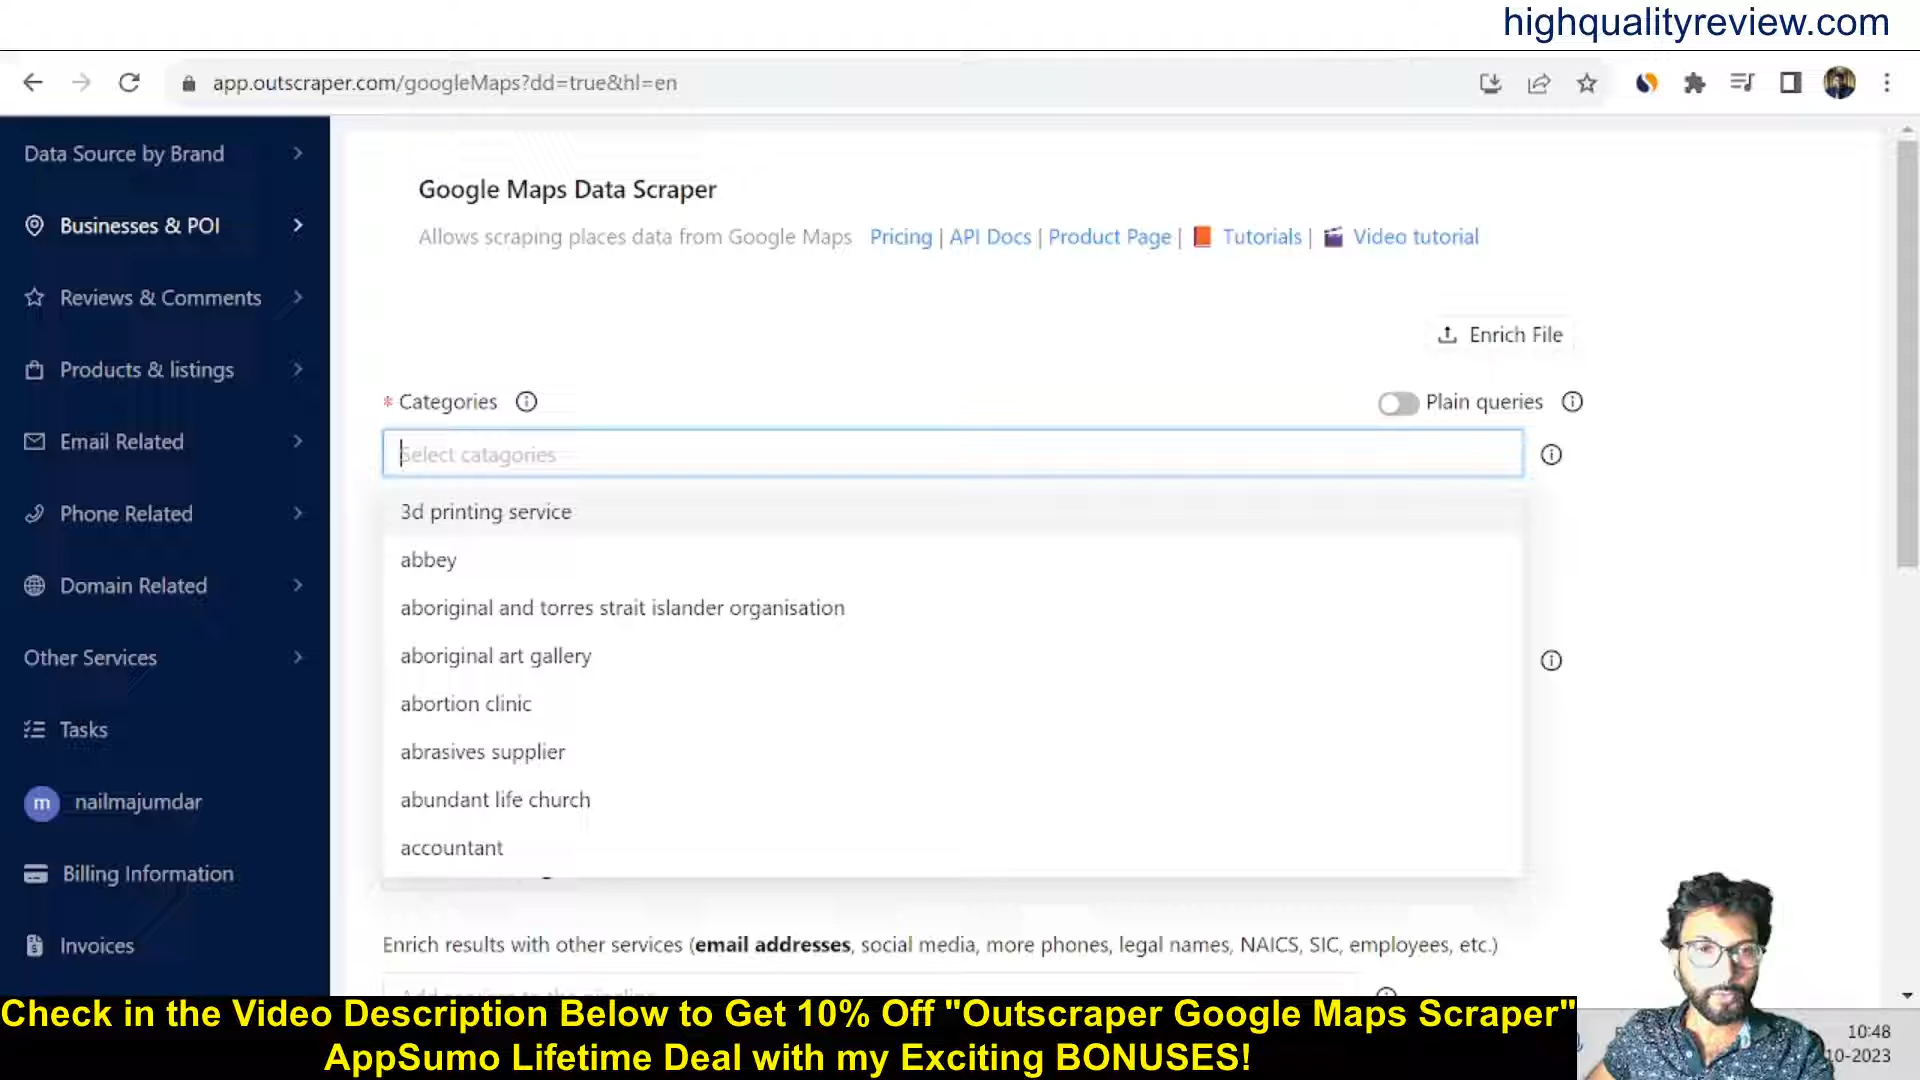 highqualityreview.com
app.outscraper.com/googleMaps?dd=true&hl=en
Data Source by Brand
Businesses & POI
Reviews & Comments
Products & listings
Email Related
Phone Related
Domain Related
Other Services
Tasks
m nailmajumdar
Billing Information
Invoices
Google Maps Data Scraper
Allows scraping places data from Google Maps Pricing | API Docs | Product Page | Tutorials | Video tutorial
Enrich File
* Categories
Plain queries
Select catagories
3d printing service
abbey
aboriginal and torres strait islander organisation
aboriginal art gallery
abortion clinic
abrasives supplier
abundant life church
accountant
Enrich results with other services (email addresses, social media, more phones, legal names, NAICS, SIC, employees, etc.)
Check in the Video Description Below to Get 10% Off "Outscraper Google Maps Scraper"
AppSumo Lifetime Deal with my Exciting BONUSES!
10:48
10-2023